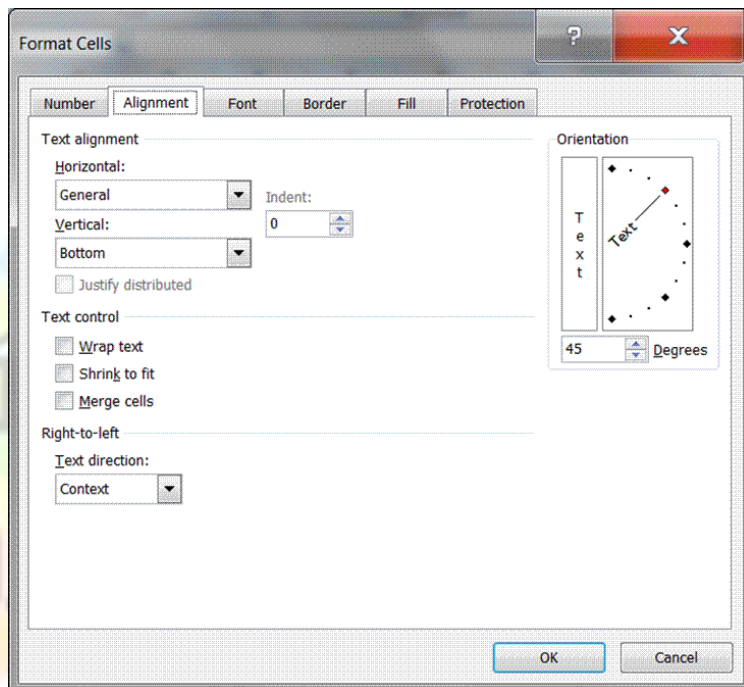 Format Cells
? X
Number Alignment Font Border Fill Protection
Text alignment
Horizontal:
General
Indent:
Vertical:
0
Bottom
Justify distributed
Text control
Wrap text
Shrink to fit
Merge cells
Right-to-left
Text direction:
Context
Orientation
T
e
x
t
Text
45 Degrees
OK Cancel